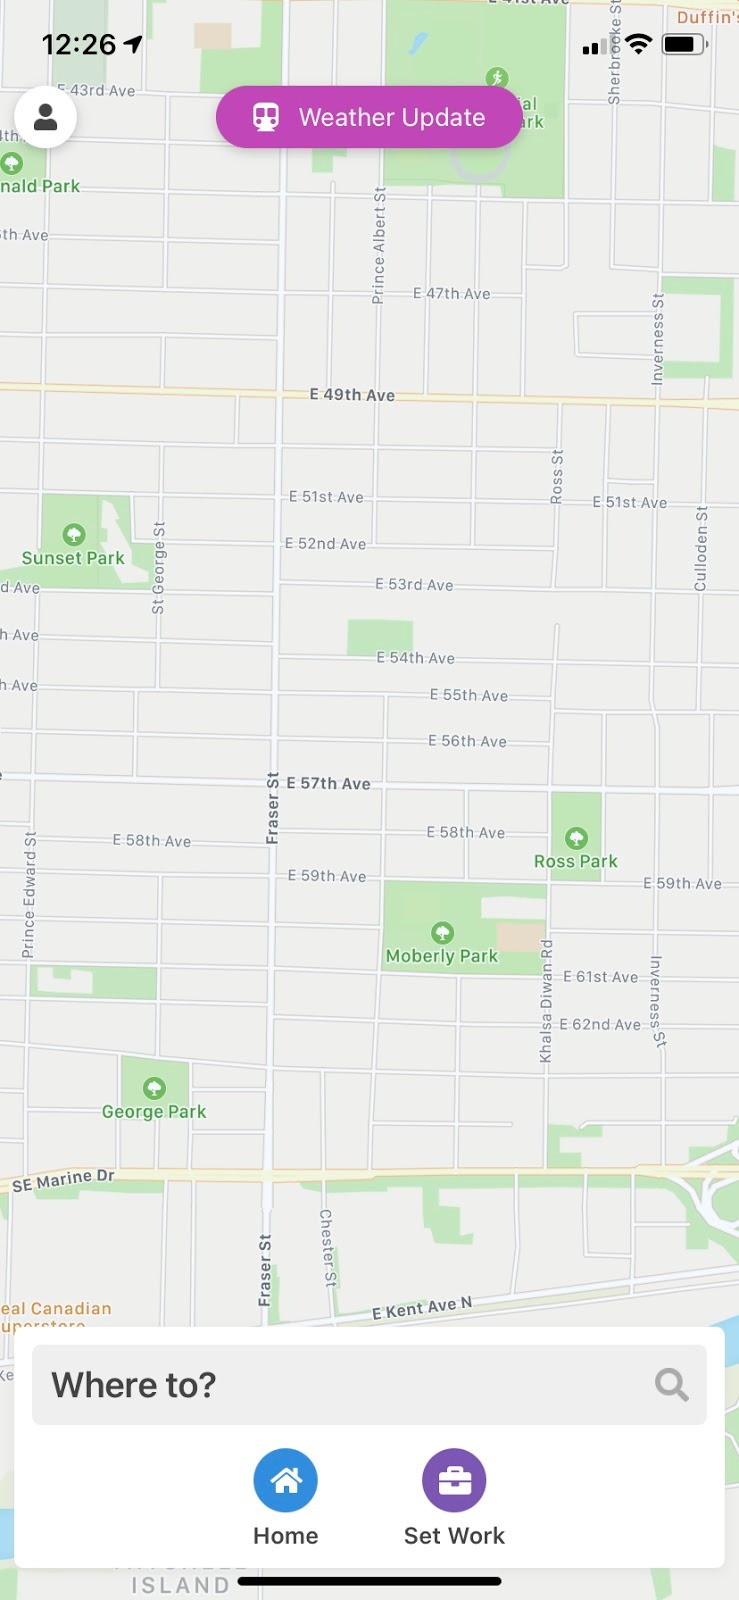 E 41st Ave
Duffin's
12:26
Sherbrooke St
E 43rd Ave
Weather Update
nald Park
E 47th Ave
Prince Albert St
Inverness St
E 49th Ave
Ross St
E 51st Ave
E 51st Ave
Culloden St
Sunset Park
St George St
E 52nd Ave
E 53rd Ave
d Ave
h Ave
E 54th Ave
h Ave
E 55th Ave
E 56th Ave
E 57th Ave
Fraser St
E 58th Ave
E 58th Ave
Prince Edward St
Ross Park
E 59th Ave
E 59th Ave
Moberly Park
Khalsa Diwan Rd
E 61st Ave
Inverness St
E 62nd Ave
George Park
SE Marine Dr
Chester St
Fraser St
E Kent Ave N
eal Canadian
Where to?
Home
Set Work
ISLAND